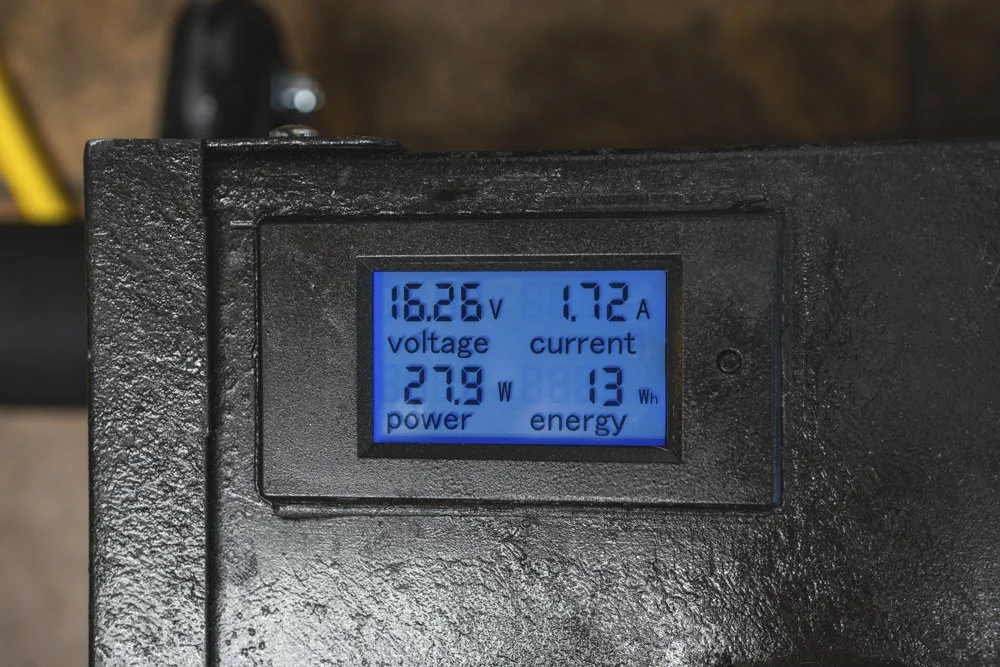 16.26 V 1.72 A
voltage current
27.9 W 13 Wh
power energy